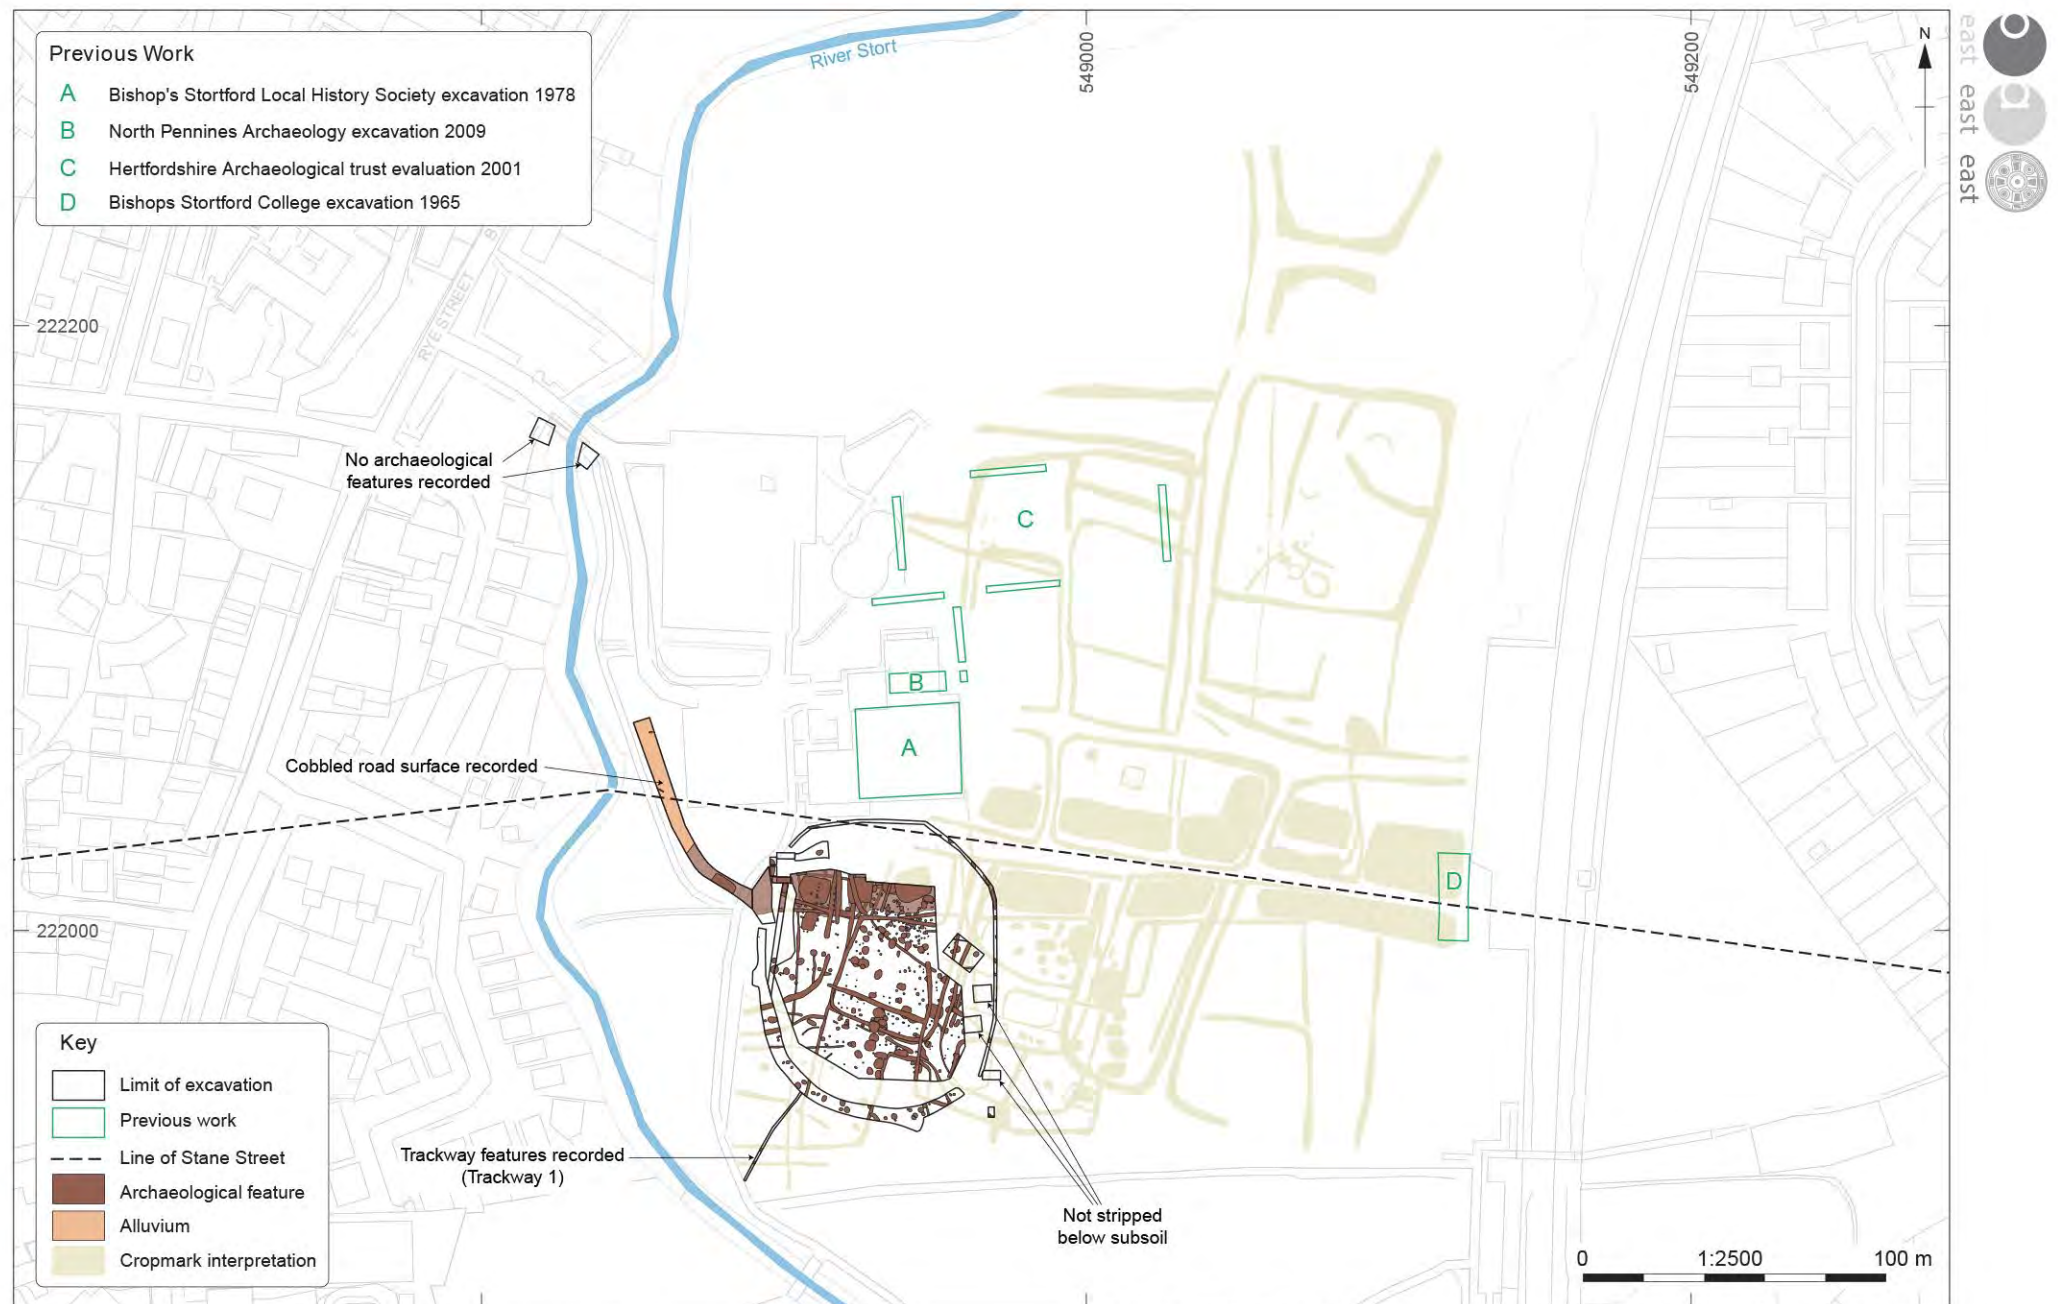 Previous Work
A Bishop's Stortford Local History Society excavation 1978
B North Pennines Archaeology excavation 2009
C Hertfordshire Archaeological trust evaluation 2001
D Bishops Stortford College excavation 1965
River Stort
549000
549200
N
east east east
RYE STREET
B
222200
No archaeological
features recorded
C
B
A
Cobbled road surface recorded
D
222000
Key
Limit of excavation
Previous work
Line of Stane Street
Archaeological feature
Alluvium
Cropmark interpretation
Trackway features recorded
(Trackway 1)
Not stripped
below subsoil
0 1:2500 100 m